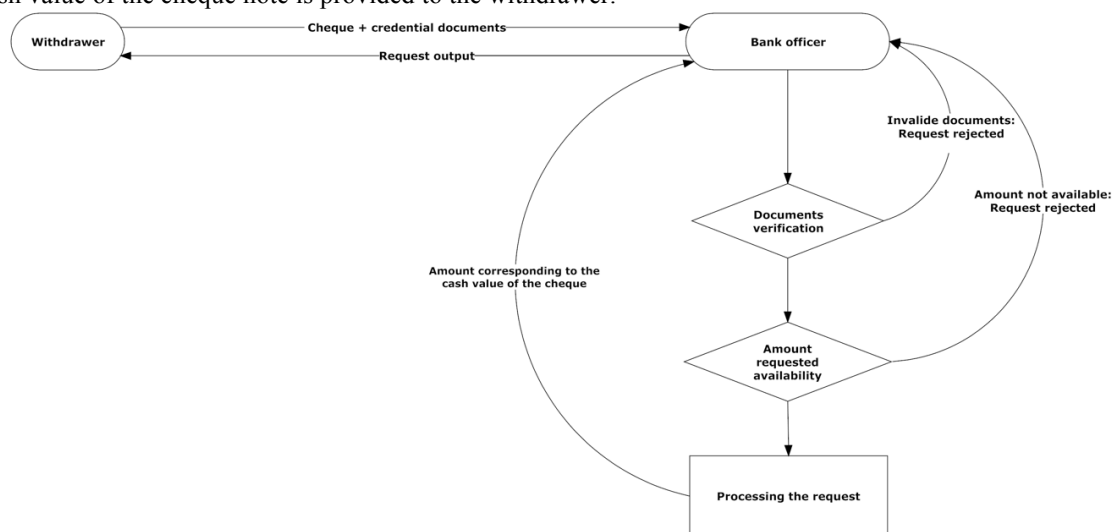 sh value of the cheque note is provided to the withdrawer.
Cheque + credential documents
Withdrawer
Bank officer
Request output
Invalide documents:
Request rejected
Amount not available:
Request rejected
Documents
verification
Amount corresponding to the
cash value of the cheque
Amount
requested
availability
Processing the request